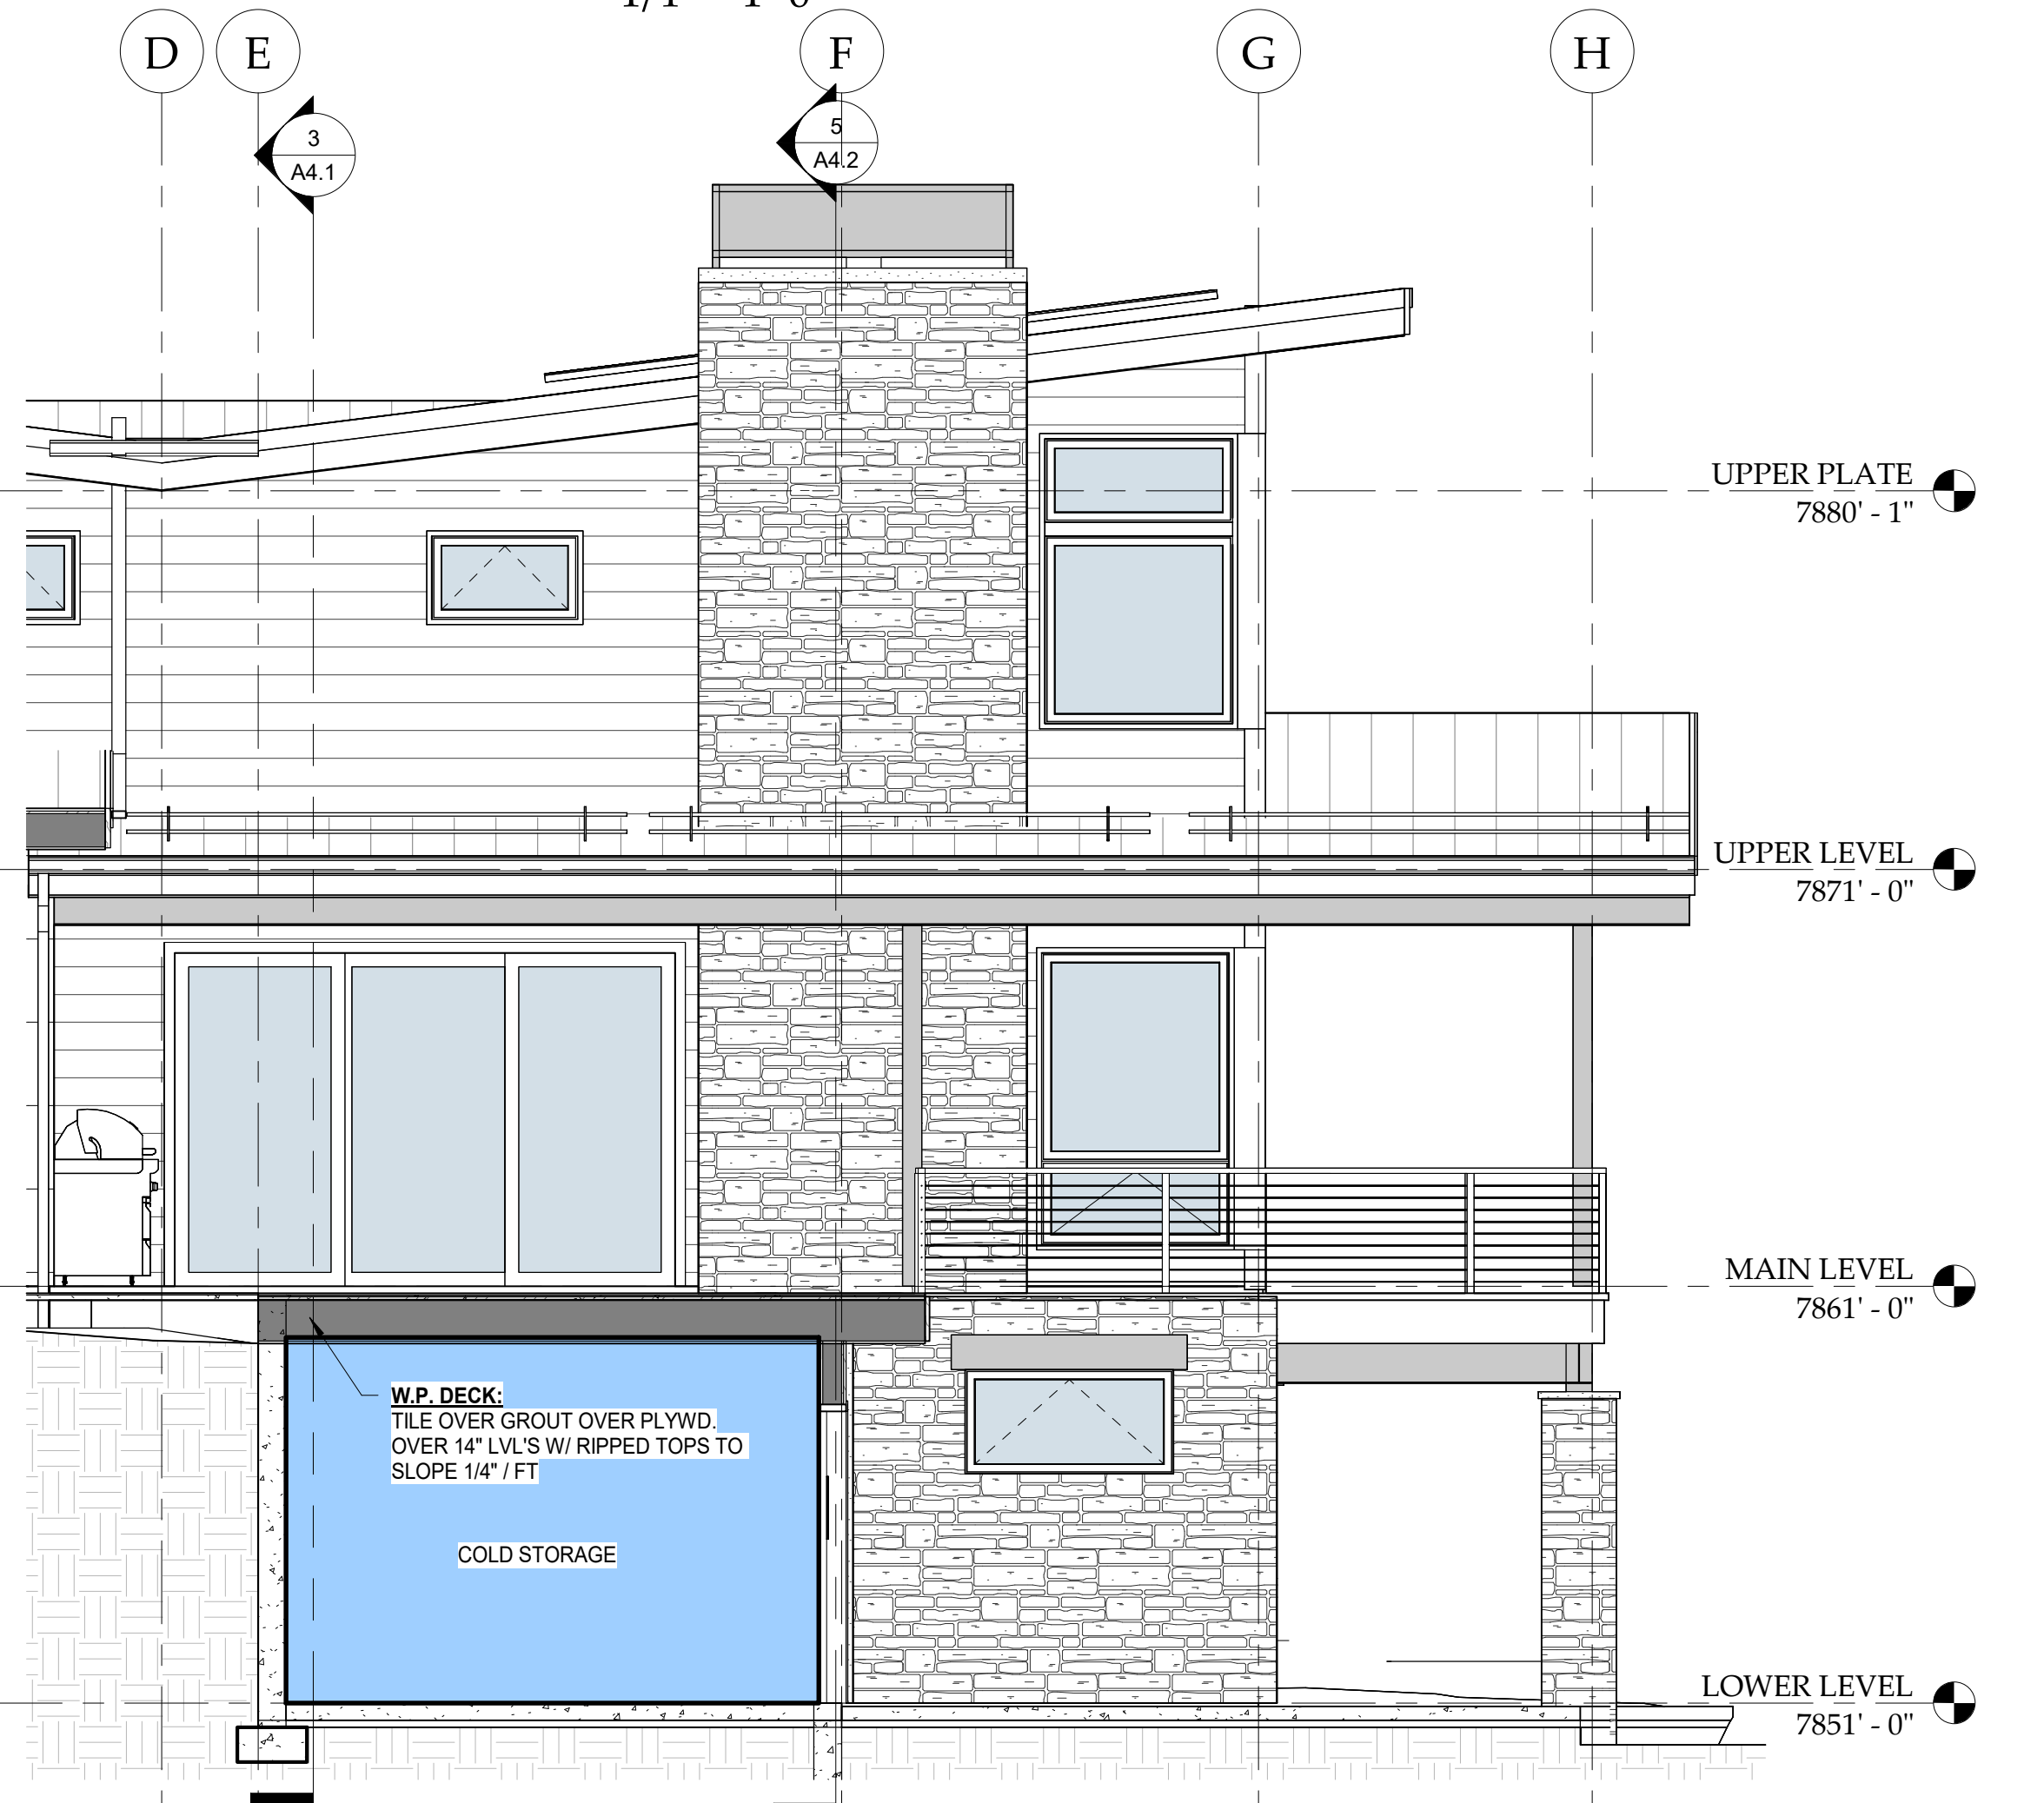 D E F G H
3
A4.1
5
A4.2
UPPER PLATE
7880' - 1"
UPPER LEVEL
7871' - 0"
MAIN LEVEL
7861' - 0"
W.P. DECK:
TILE OVER GROUT OVER PLYWD.
OVER 14" LVL'S W/ RIPPED TOPS TO
SLOPE 1/4" / FT
COLD STORAGE
LOWER LEVEL
7851' - 0"